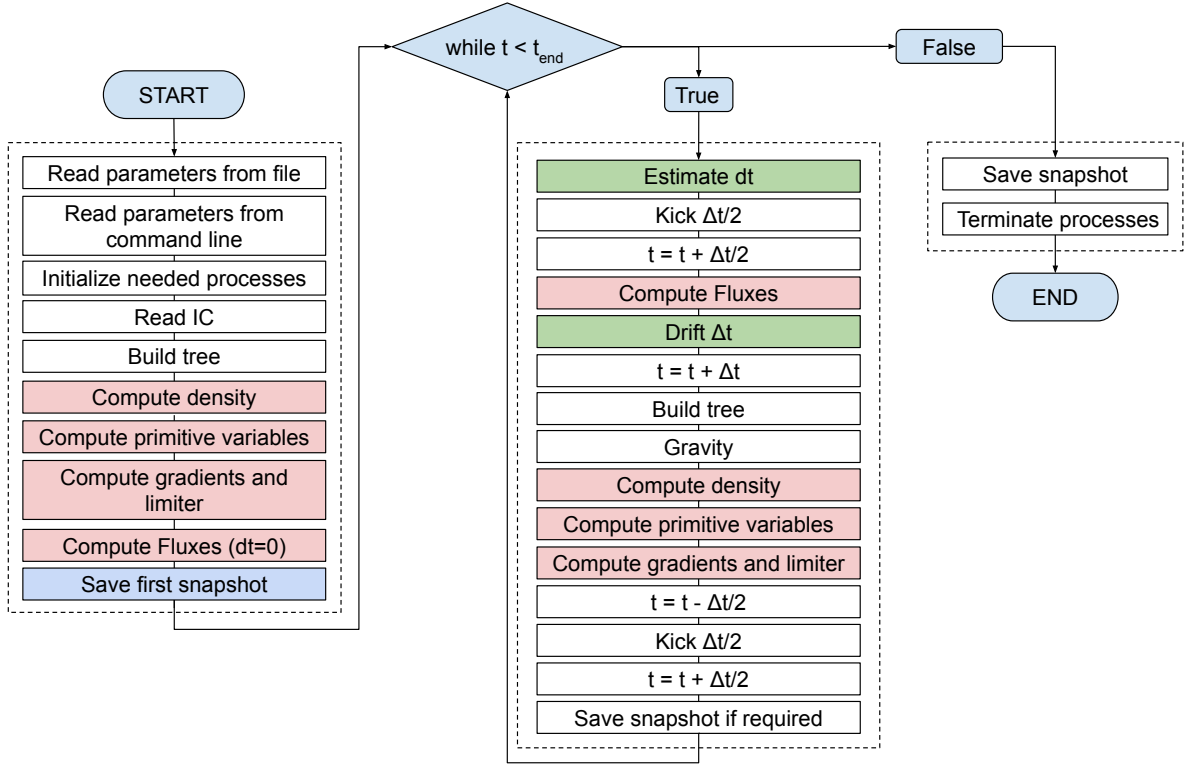 START
Read parameters from file
Read parameters from
command line
Initialize needed processes
Read IC
Build tree
Compute density
Compute primitive variables
Compute gradients and
limiter
Compute Fluxes (dt=0)
Save first snapshot
while t < t_end
True
Estimate dt
Kick Δt/2
t = t + Δt/2
Compute Fluxes
Drift Δt
t = t + Δt
Build tree
Gravity
Compute density
Compute primitive variables
Compute gradients and limiter
t = t - Δt/2
Kick Δt/2
t = t + Δt/2
Save snapshot if required
False
Save snapshot
Terminate processes
END